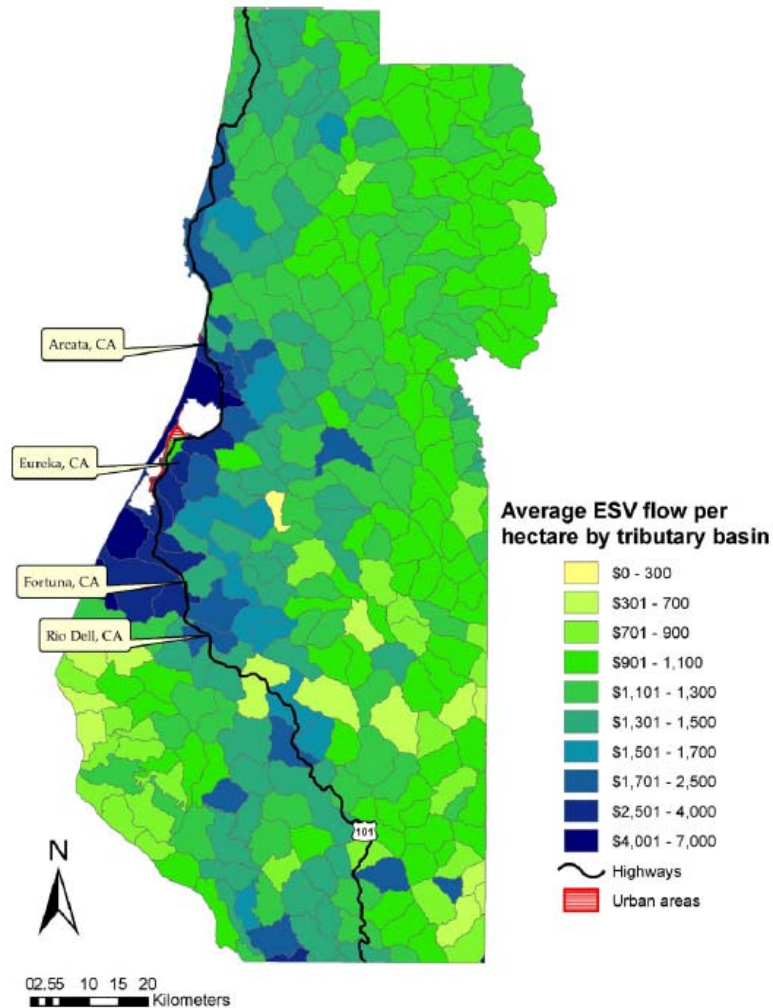 Arcata, CA
Eureka, CA
Fortuna, CA
Rio Dell, CA
101
N
02.55 10 15 20
Kilometers
Average ESV flow per
hectare by tributary basin
$0 - 300
$301 - 700
$701 - 900
$901 - 1,100
$1,101 - 1,300
$1,301 - 1,500
$1,501 - 1,700
$1,701 - 2,500
$2,501 - 4,000
$4,001 - 7,000
Highways
Urban areas